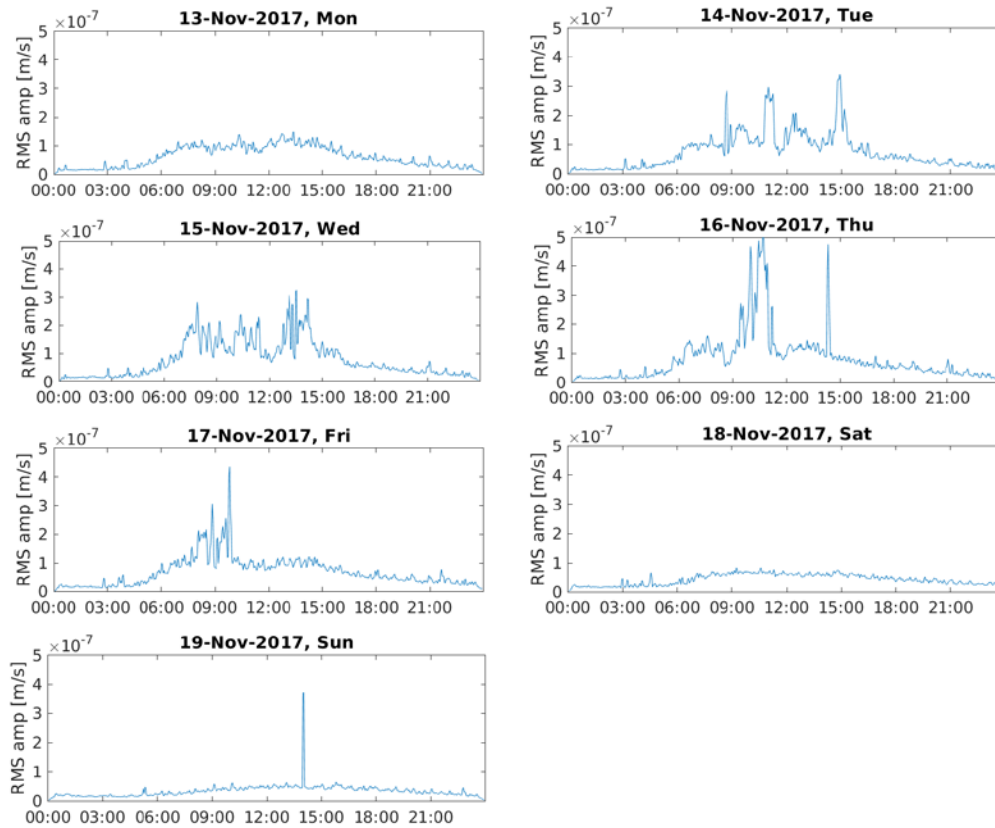 13-Nov-2017, Mon
×10-7
RMS amp [m/s]
5
4
3
2
1
0
00:00 03:00 06:00 09:00 12:00 15:00 18:00 21:00
14-Nov-2017, Tue
×10-7
RMS amp [m/s]
5
4
3
2
1
0
00:00 03:00 06:00 09:00 12:00 15:00 18:00 21:00
15-Nov-2017, Wed
×10-7
RMS amp [m/s]
5
4
3
2
1
0
00:00 03:00 06:00 09:00 12:00 15:00 18:00 21:00
16-Nov-2017, Thu
×10-7
RMS amp [m/s]
5
4
3
2
1
0
00:00 03:00 06:00 09:00 12:00 15:00 18:00 21:00
17-Nov-2017, Fri
×10-7
RMS amp [m/s]
5
4
3
2
1
0
00:00 03:00 06:00 09:00 12:00 15:00 18:00 21:00
18-Nov-2017, Sat
×10-7
RMS amp [m/s]
5
4
3
2
1
0
00:00 03:00 06:00 09:00 12:00 15:00 18:00 21:00
19-Nov-2017, Sun
×10-7
RMS amp [m/s]
5
4
3
2
1
0
00:00 03:00 06:00 09:00 12:00 15:00 18:00 21:00